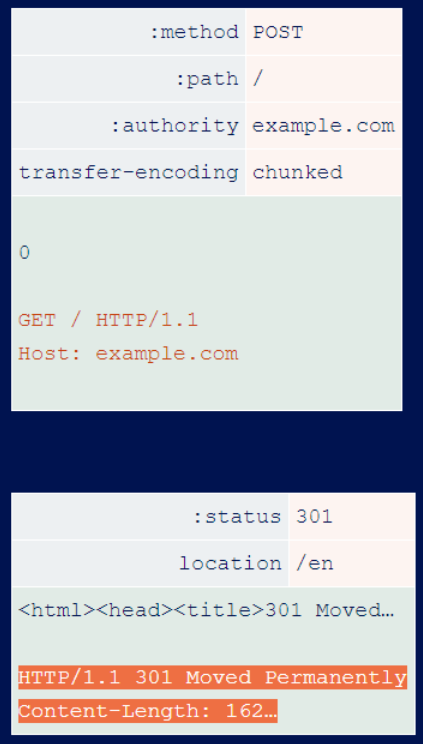 :method POST
:path /
:authority example.com
transfer-encoding chunked
0
GET / HTTP/1.1
Host: example.com
:status 301
location /en
<html><head><title>301 Moved…
HTTP/1.1 301 Moved Permanently
Content-Length: 162…